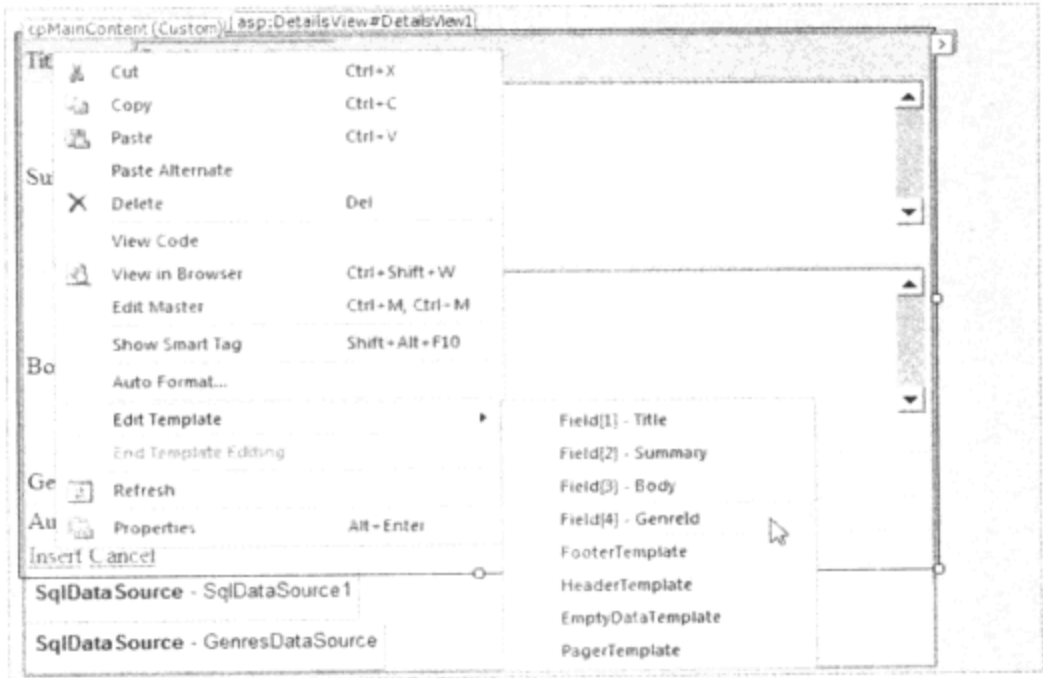 cpMainContent (Custom) asp:DetailsView#DetailsView1
Tit
Cut Ctrl+X
Copy Ctrl+C
Paste Ctrl+V
Paste Alternate
Su
Delete Del
View Code
View in Browser Ctrl+Shift+W
Edit Master Ctrl+M, Ctrl+M
Show Smart Tag Shift+Alt+F10
Bo
Auto Format...
Edit Template
Field[1] - Title
End Template Editing
Field[2] - Summary
Ge
Refresh
Field[3] - Body
Au
Properties Alt+Enter
Field[4] - GenreId
Insert Cancel
FooterTemplate
HeaderTemplate
SqlDataSource - SqlDataSource1
EmptyDataTemplate
SqlDataSource - GenresDataSource
PagerTemplate